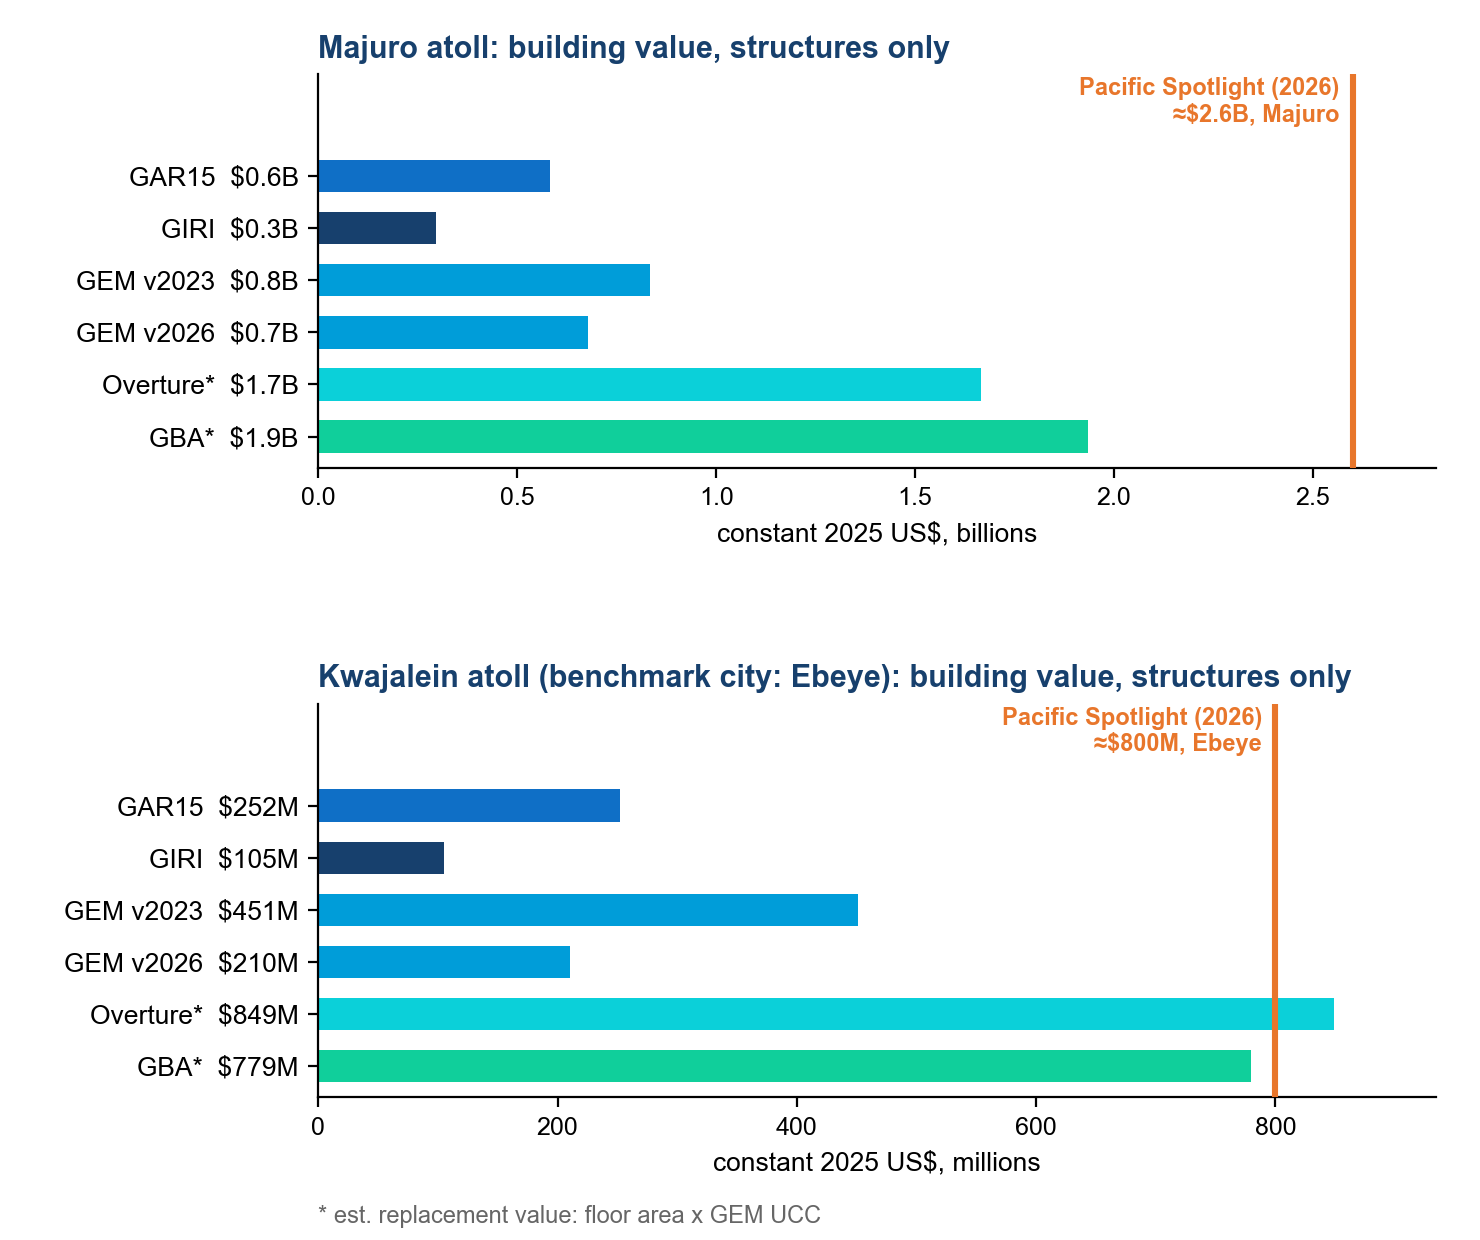 Majuro atoll: building value, structures only
Pacific Spotlight (2026)
≈$2.6B, Majuro
GAR15 $0.6B
GIRI $0.3B
GEM v2023 $0.8B
GEM v2026 $0.7B
Overture* $1.7B
GBA* $1.9B
0.0 0.5 1.0 1.5 2.0 2.5
constant 2025 US$, billions
Kwajalein atoll (benchmark city: Ebeye): building value, structures only
Pacific Spotlight (2026)
≈$800M, Ebeye
GAR15 $252M
GIRI $105M
GEM v2023 $451M
GEM v2026 $210M
Overture* $849M
GBA* $779M
0 200 400 600 800
constant 2025 US$, millions
* est. replacement value: floor area x GEM UCC